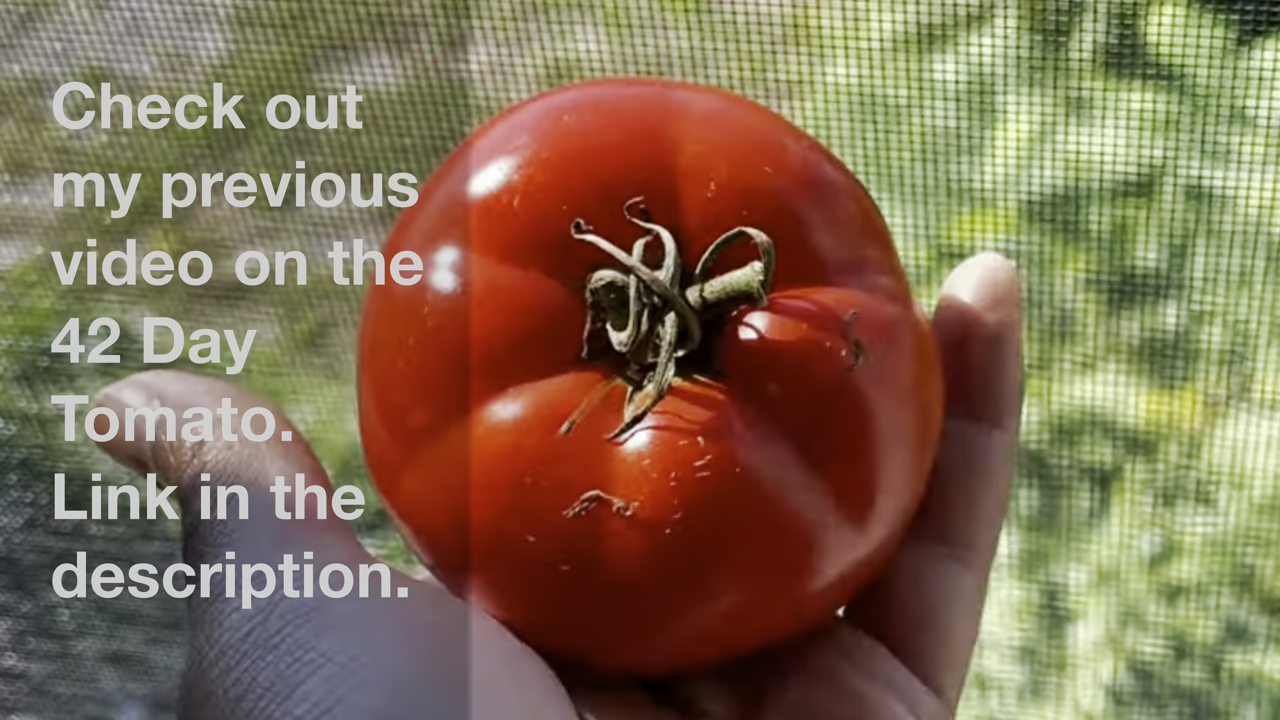 Check out
my previous
video on the
42 Day
Tomato.
Link in the
description.